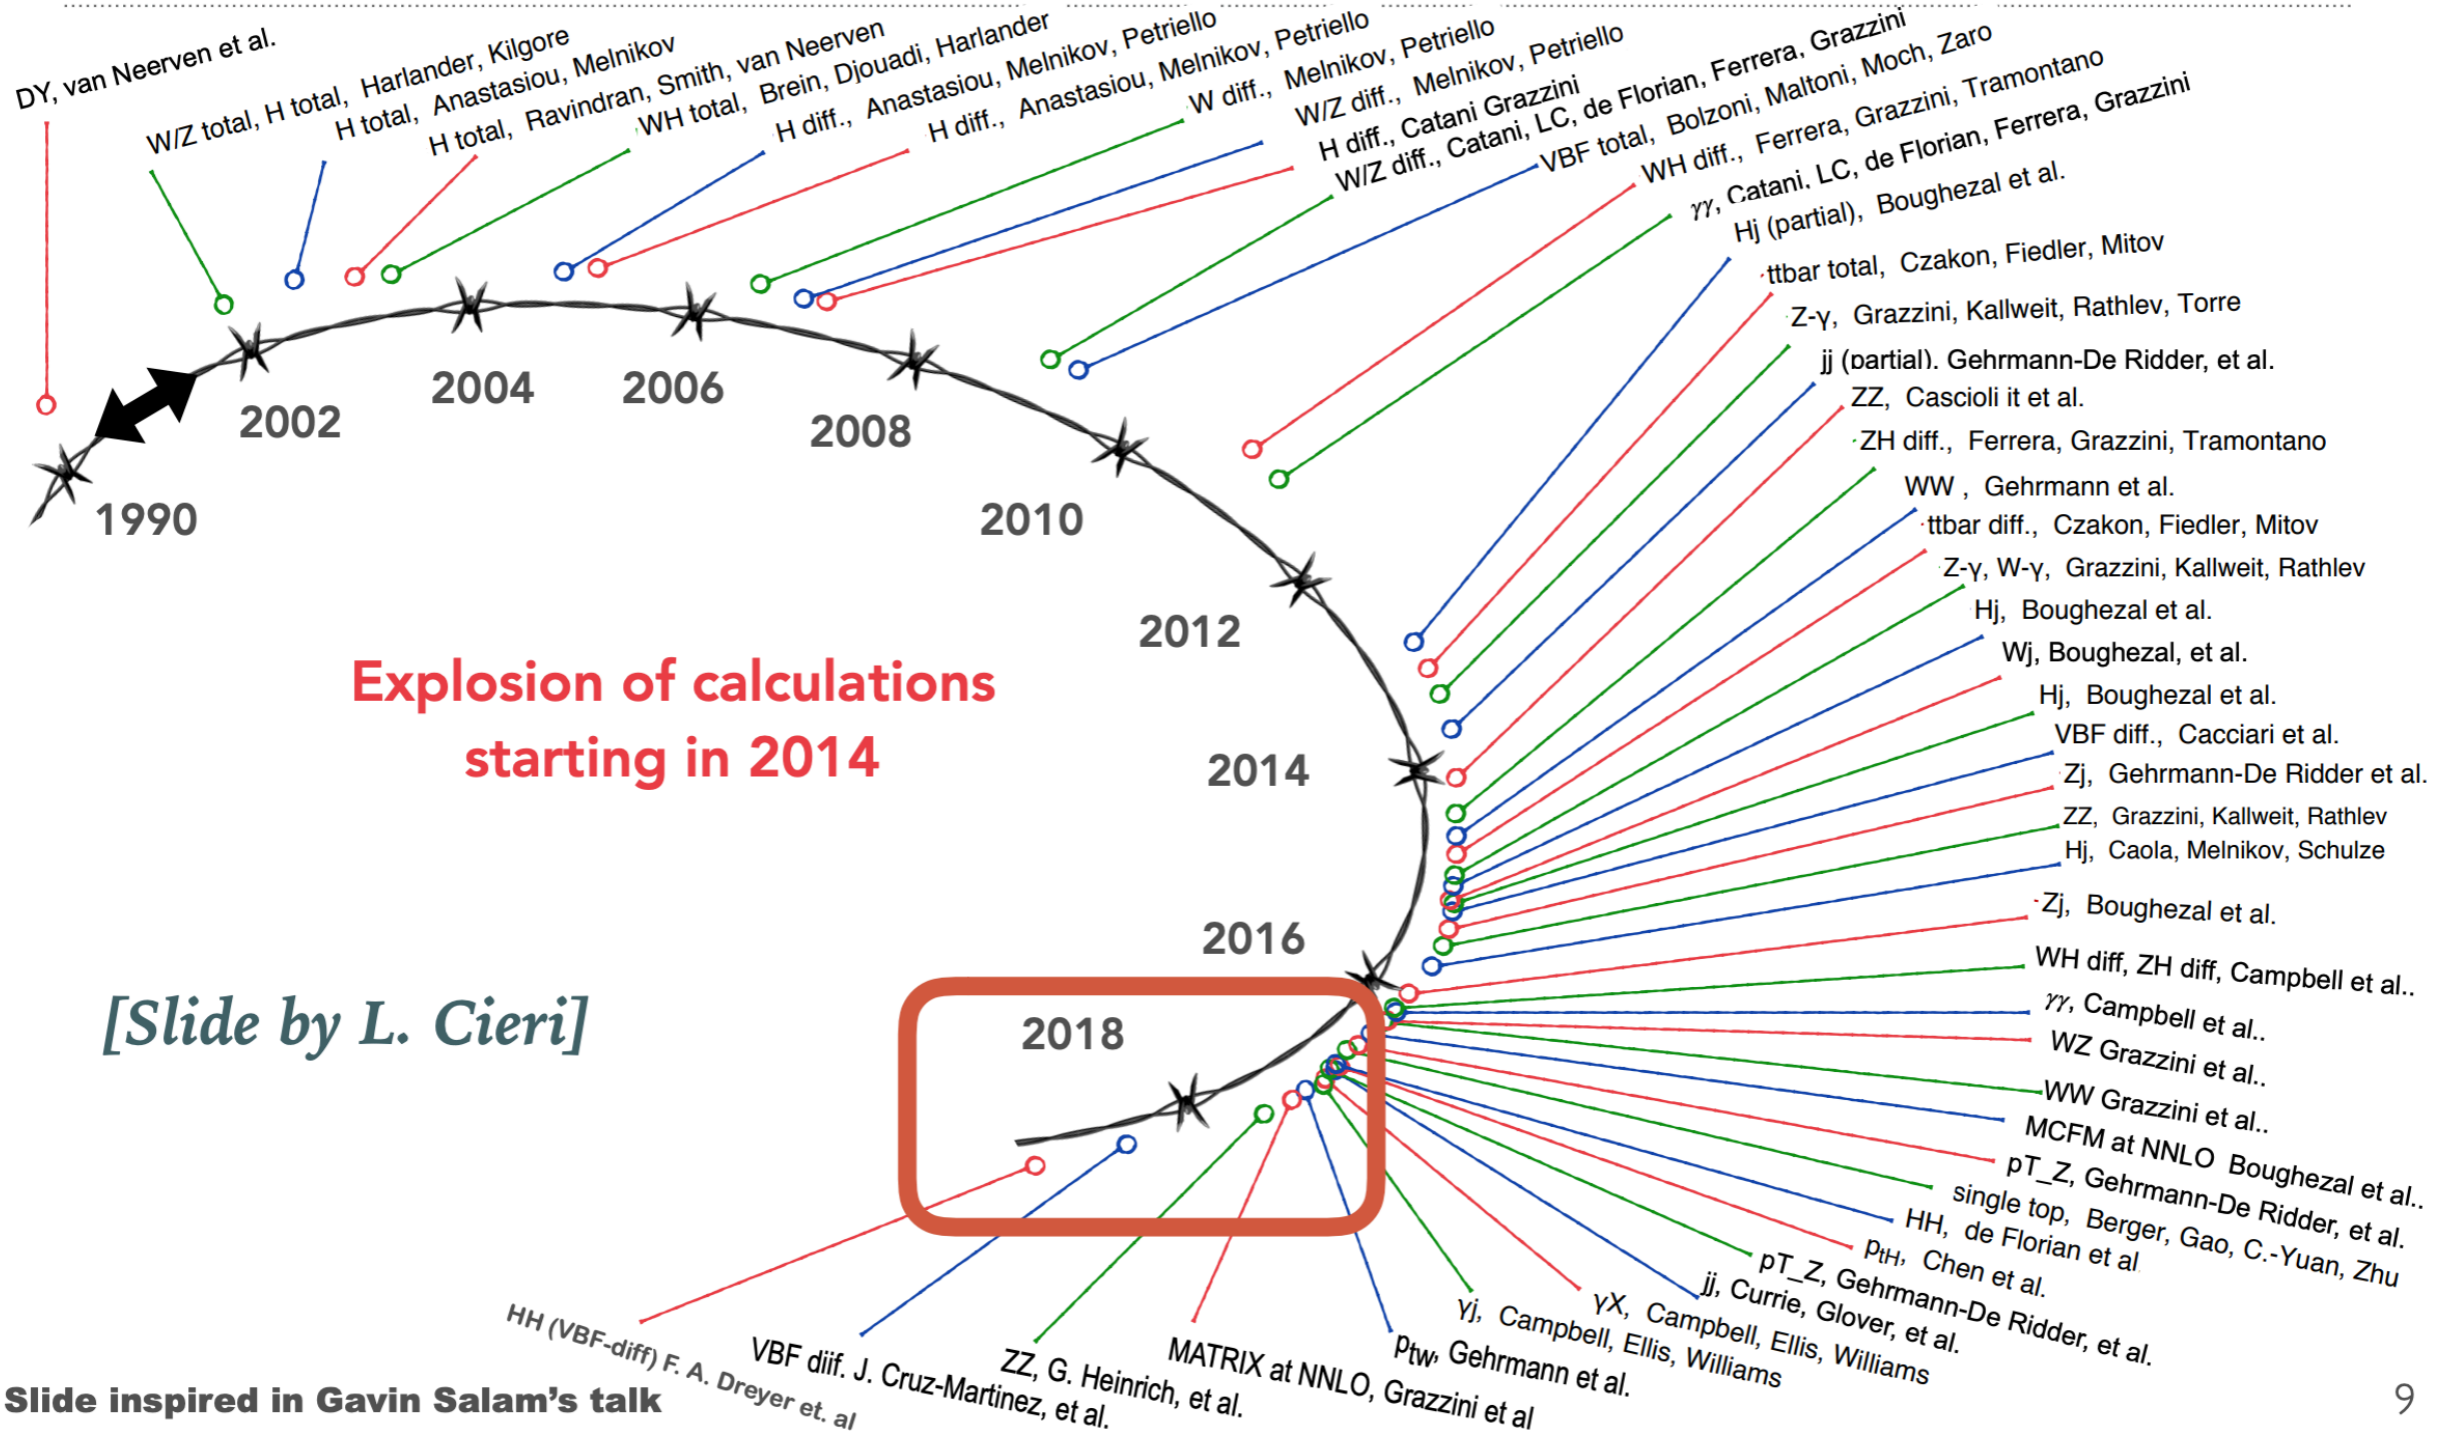 DY, van Neerven et al.
W/Z total, H total, Harlander, Kilgore
H total, Anastasiou, Melnikov
H total, Ravindran, Smith, van Neerven
WH total, Brein, Djouadi, Harlander
H diff., Anastasiou, Melnikov, Petriello
H diff., Anastasiou, Melnikov, Petriello
W diff., Melnikov, Petriello
W/Z diff., Melnikov, Petriello
H diff., Catani Grazzini
W/Z diff., Catani, LC, de Florian, Ferrera, Grazzini
VBF total, Bolzoni, Maltoni, Moch, Zaro
WH diff., Ferrera, Grazzini, Tramontano
γγ, Catani, LC, de Florian, Ferrera, Grazzini
Hj (partial), Boughezal et al.
ttbar total, Czakon, Fiedler, Mitov
Z-γ, Grazzini, Kallweit, Rathlev, Torre
jj (partial). Gehrmann-De Ridder, et al.
ZZ, Cascioli it et al.
ZH diff., Ferrera, Grazzini, Tramontano
WW , Gehrmann et al.
ttbar diff., Czakon, Fiedler, Mitov
Z-γ, W-γ, Grazzini, Kallweit, Rathlev
Hj, Boughezal et al.
Wj, Boughezal, et al.
Hj, Boughezal et al.
VBF diff., Cacciari et al.
Zj, Gehrmann-De Ridder et al.
ZZ, Grazzini, Kallweit, Rathlev
Hj, Caola, Melnikov, Schulze
Zj, Boughezal et al.
WH diff, ZH diff, Campbell et al..
γγ, Campbell et al..
WZ Grazzini et al..
WW Grazzini et al..
MCFM at NNLO Boughezal et al..
pT_Z, Gehrmann-De Ridder, et al.
single top, Berger, Gao, C.-Yuan, Zhu
HH, de Florian et al
ptH, Chen et al.
pT_Z, Gehrmann-De Ridder, et al.
jj, Currie, Glover, et al.
γX, Campbell, Ellis, Williams
γj, Campbell, Ellis, Williams
ptw, Gehrmann et al.
MATRIX at NNLO, Grazzini et al
ZZ, G. Heinrich, et al.
VBF diif. J. Cruz-Martinez, et al.
HH (VBF-diff) F. A. Dreyer et. al
1990
2002
2004
2006
2008
2010
2012
2014
2016
2018
Explosion of calculations
starting in 2014
[Slide by L. Cieri]
Slide inspired in Gavin Salam's talk
9